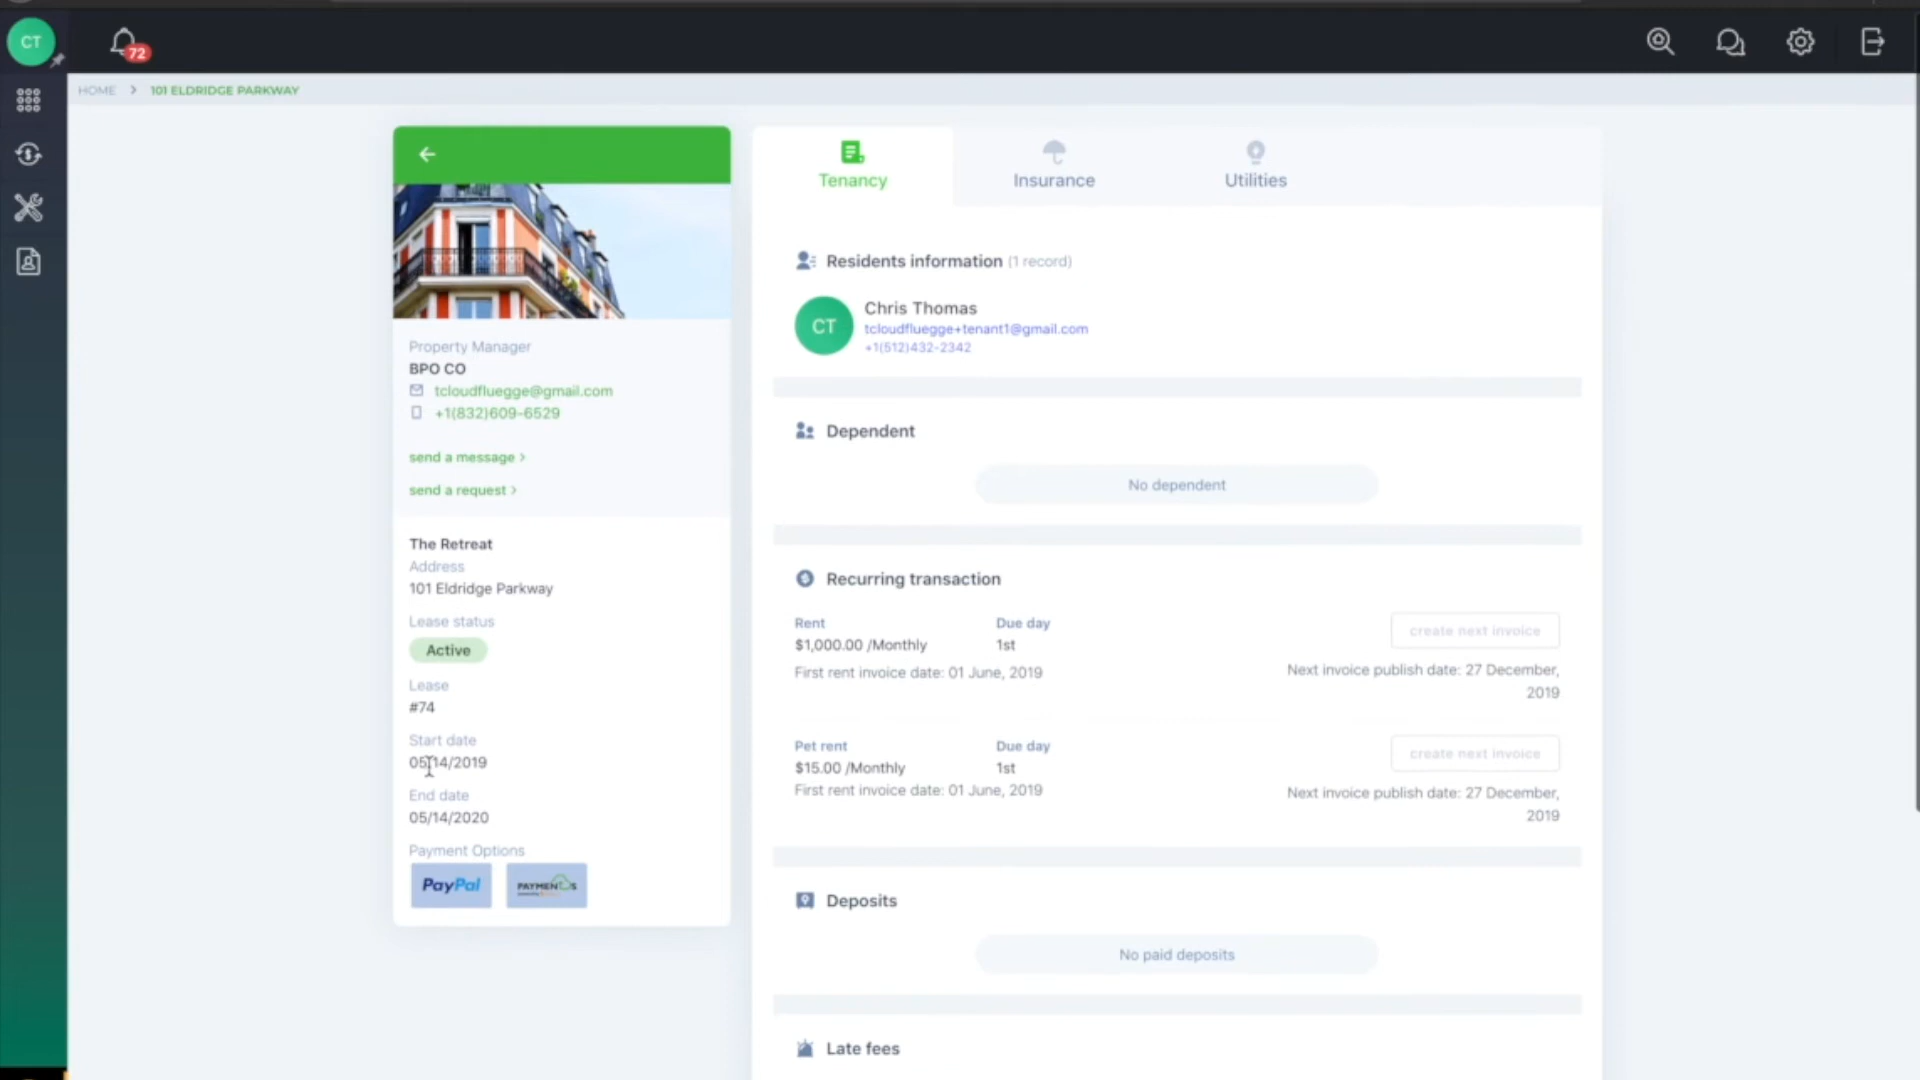 CT
72
HOME > 101 ELDRIDGE PARKWAY
Property Manager
BPO CO
tcloudfluegge@gmail.com
+1(832)609-6529
send a message >
send a request >
The Retreat
Address
101 Eldridge Parkway
Lease status
Active
Lease
#74
Start date
05/14/2019
End date
05/14/2020
Payment Options
PayPal
PAYMENTS
Tenancy
Insurance
Utilities
Residents information (1 record)
CT
Chris Thomas
tcloudfluegge+tenant1@gmail.com
+1(512)432-2342
Dependent
No dependent
Recurring transaction
Rent
Due day
$1,000.00 /Monthly
1st
create next invoice
First rent invoice date: 01 June, 2019
Next invoice publish date: 27 December,
2019
Pet rent
Due day
$15.00 /Monthly
1st
create next invoice
First rent invoice date: 01 June, 2019
Next invoice publish date: 27 December,
2019
Deposits
No paid deposits
Late fees